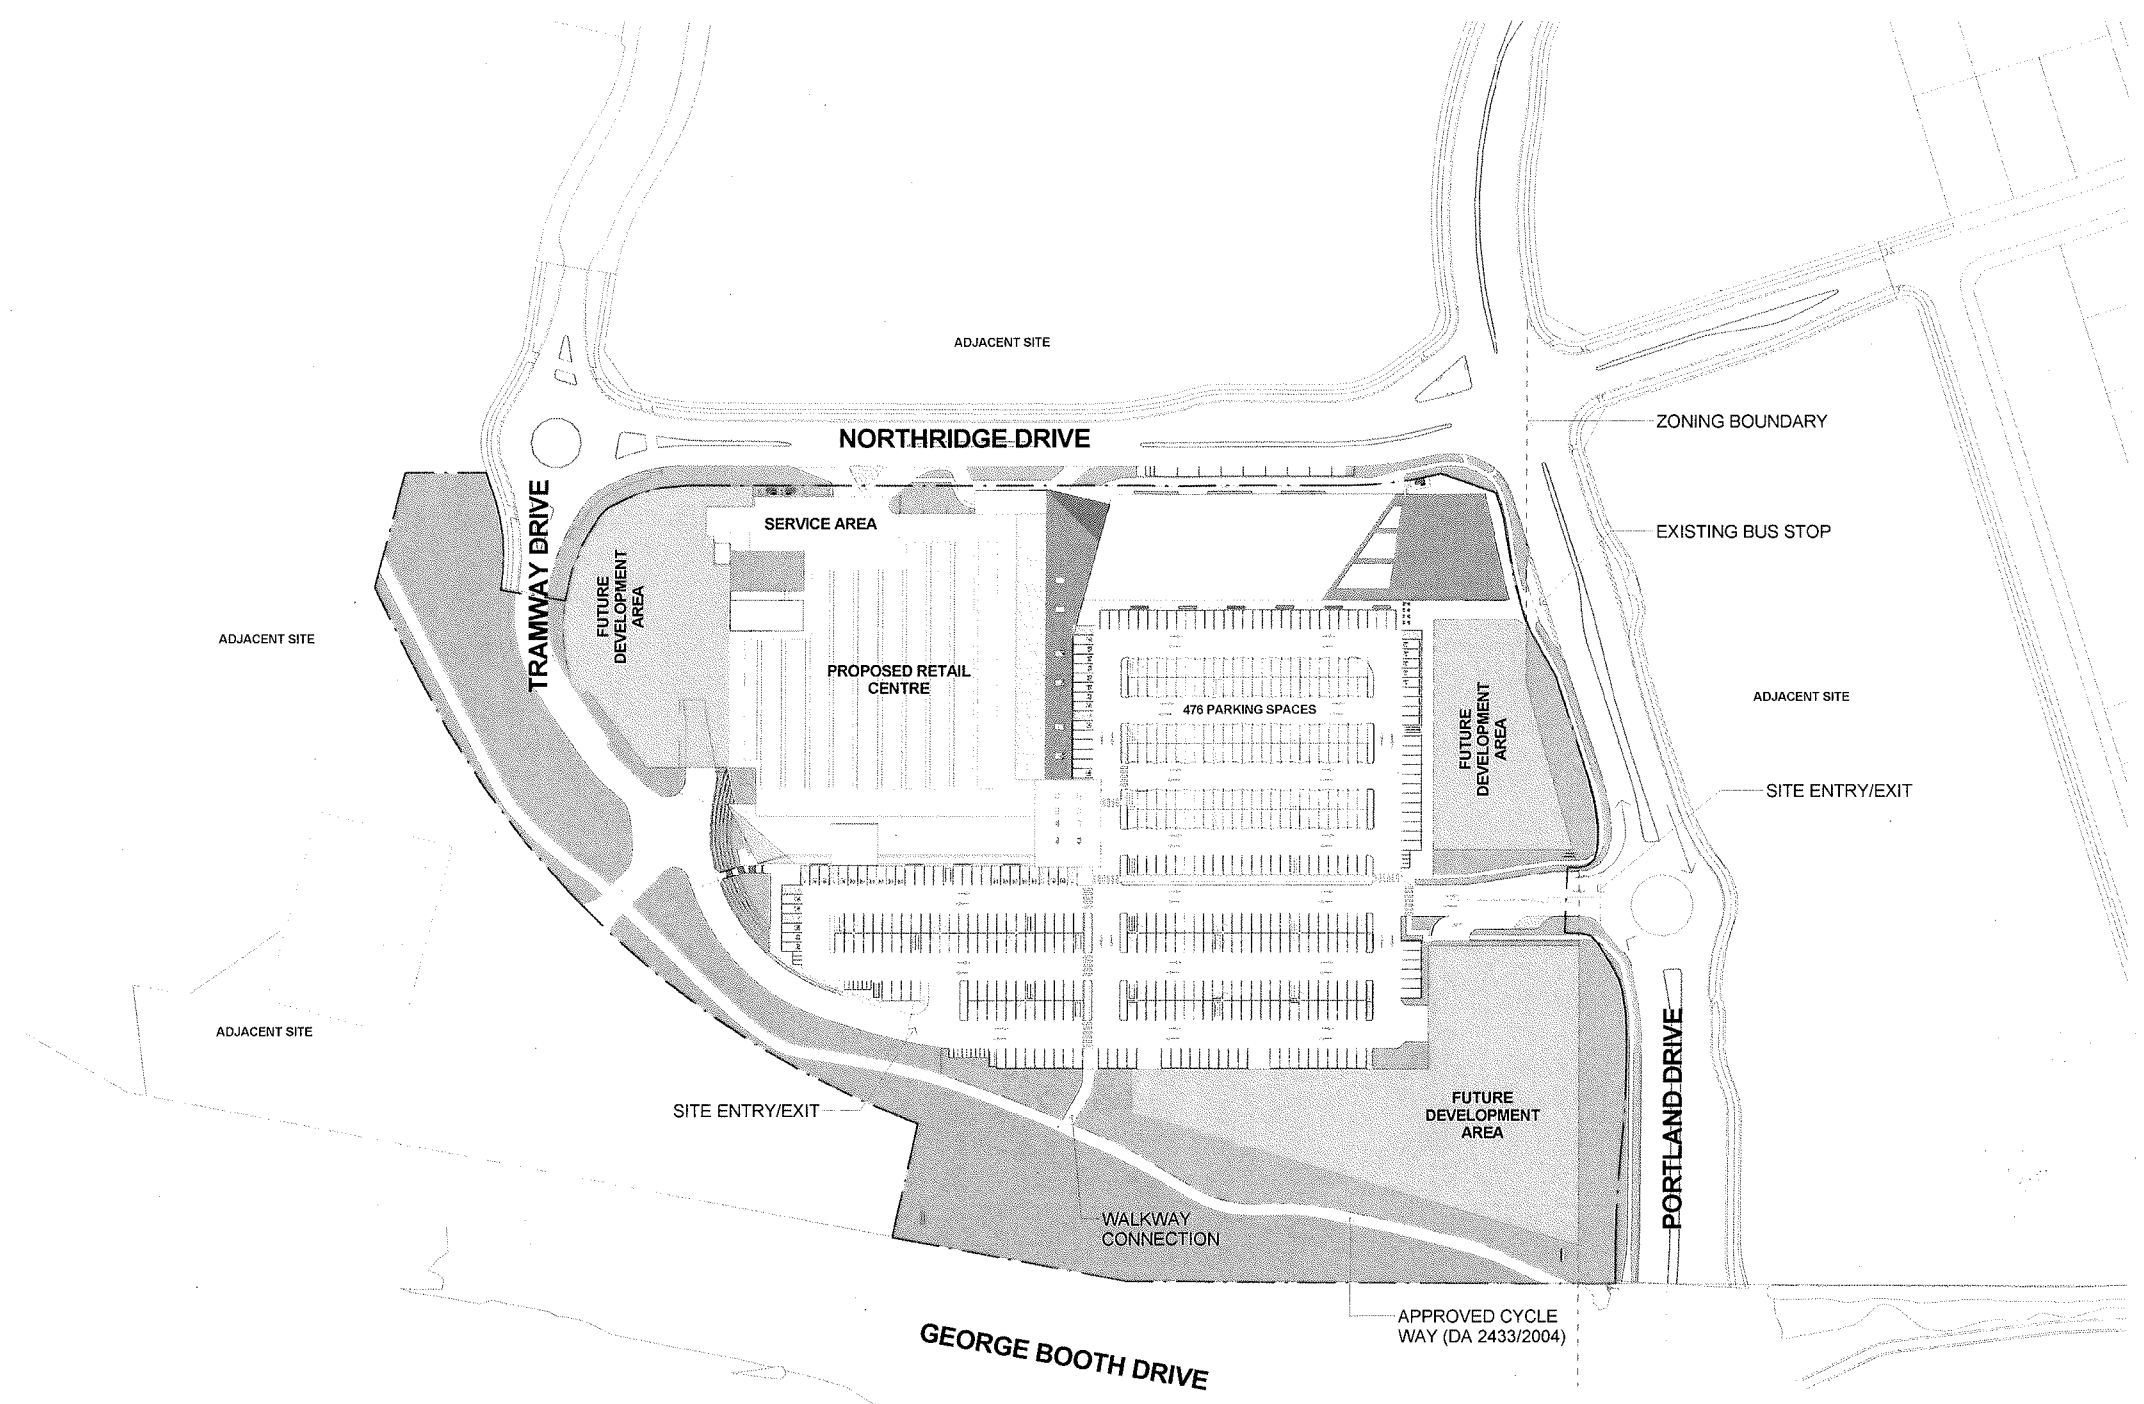 ADJACENT SITE
ZONING BOUNDARY
NORTHRIDGE DRIVE
TRAMWAY DRIVE
SERVICE AREA
EXISTING BUS STOP
FUTURE
DEVELOPMENT
AREA
ADJACENT SITE
PROPOSED RETAIL
CENTRE
476 PARKING SPACES
FUTURE
DEVELOPMENT
AREA
ADJACENT SITE
SITE ENTRY/EXIT
ADJACENT SITE
PORTLAND DRIVE
SITE ENTRY/EXIT
FUTURE
DEVELOPMENT
AREA
WALKWAY
CONNECTION
APPROVED CYCLE
WAY (DA 2433/2004)
GEORGE BOOTH DRIVE